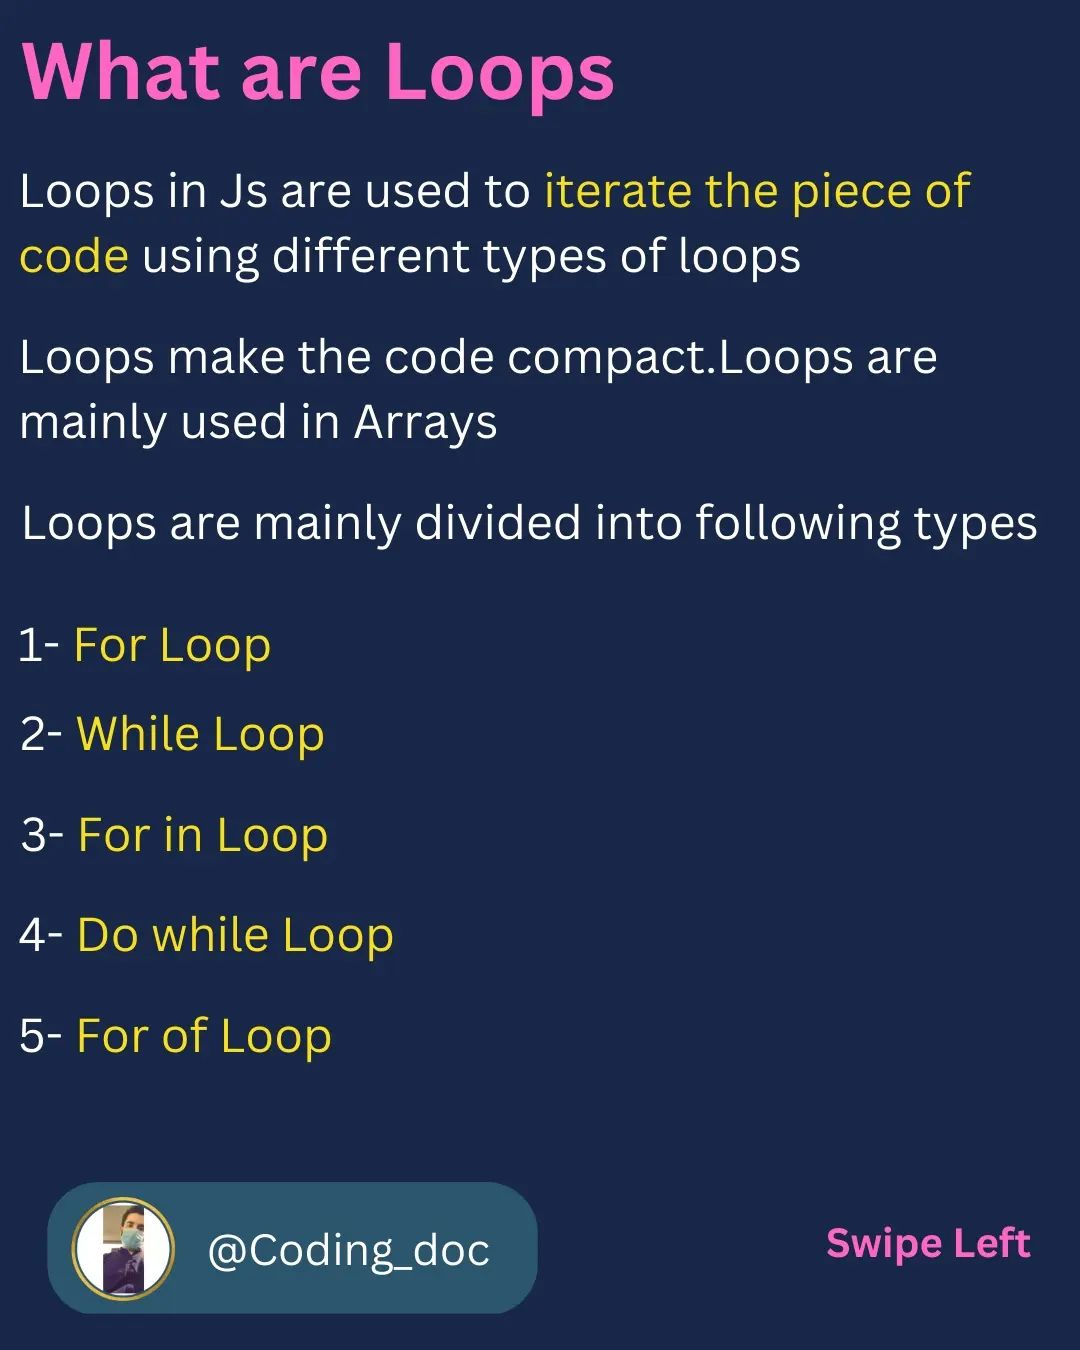 What are Loops
Loops in Js are used to iterate the piece of
code using different types of loops
Loops make the code compact.Loops are
mainly used in Arrays
Loops are mainly divided into following types
1- For Loop
2- While Loop
3- For in Loop
4- Do while Loop
5- For of Loop
@Coding_doc
Swipe Left